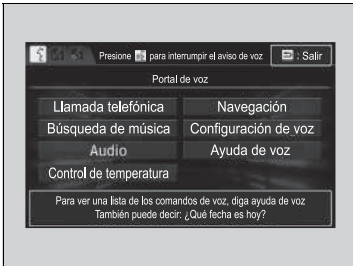 Presione para interrumpir el aviso de voz : Salir
Portal de voz
Llamada telefónica Navegación
Búsqueda de música Configuración de voz
Audio Ayuda de voz
Control de temperatura
Para ver una lista de los comandos de voz, diga ayuda de voz
También puede decir: ¿Qué fecha es hoy?